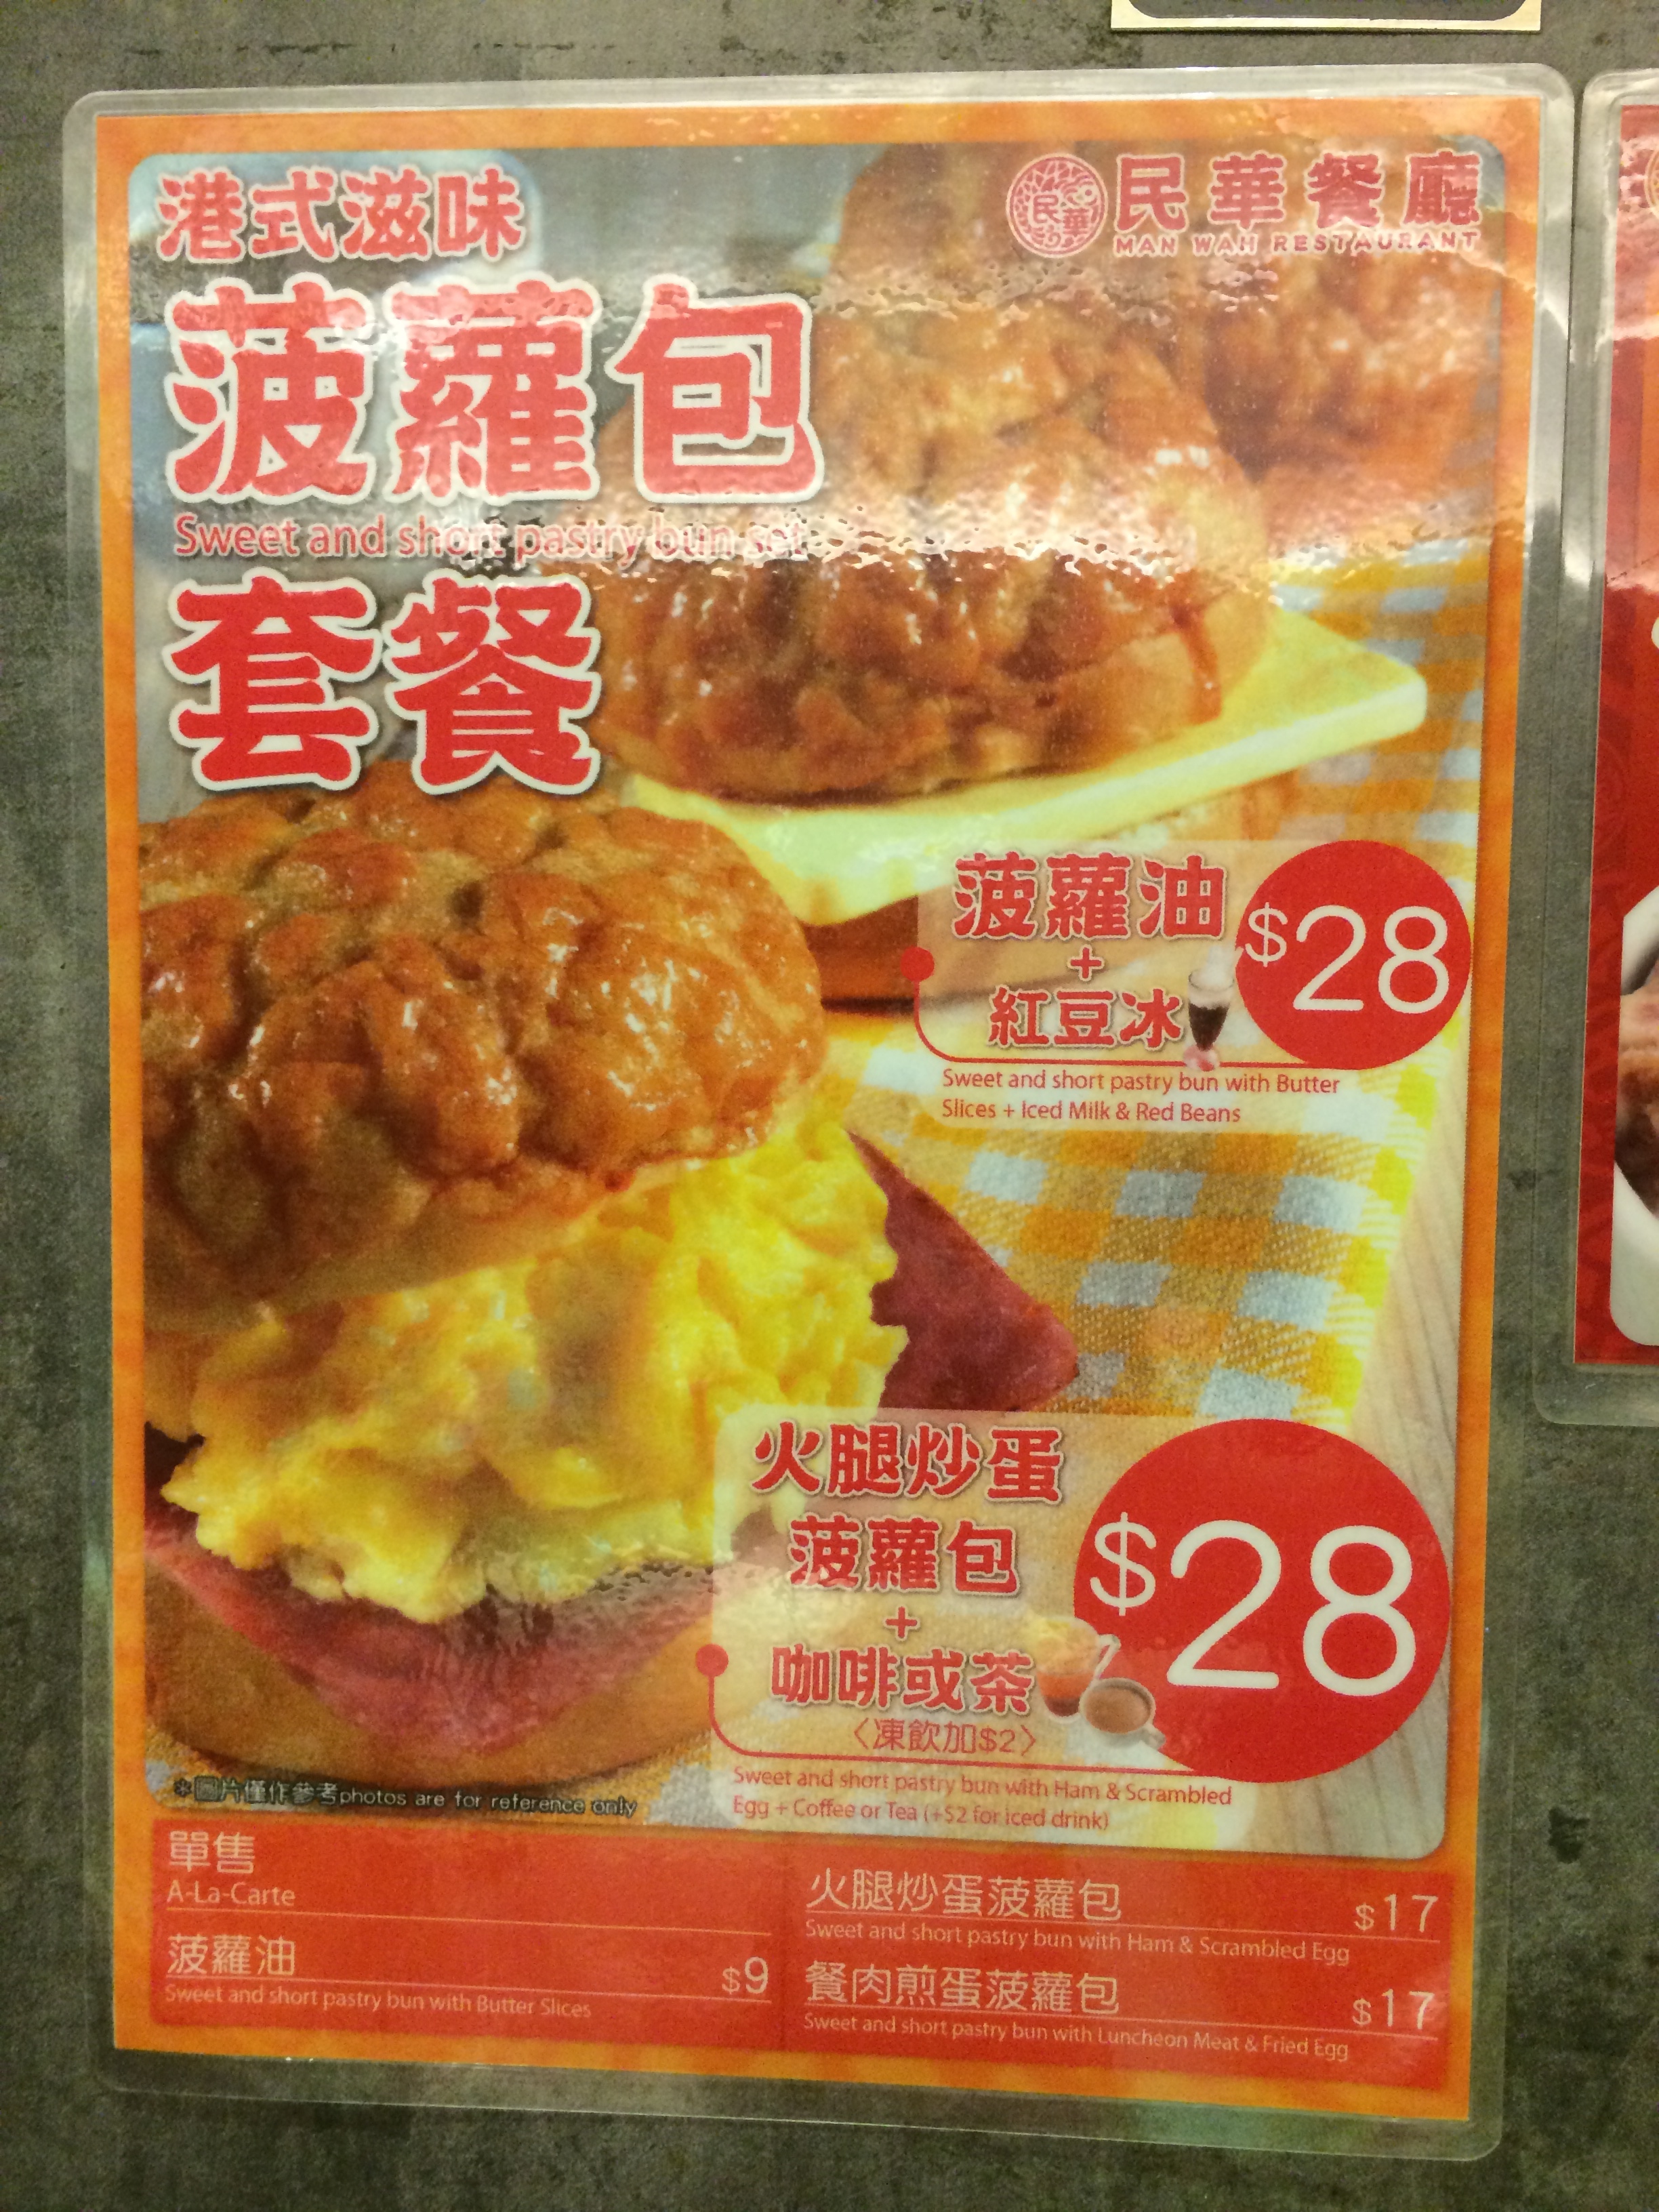 港式滋味
民華餐廳
MAN WAH RESTAURANT
菠蘿包
Sweet and short pastry bun set
套餐
菠蘿油
+
紅豆冰
$28
Sweet and short pastry bun with Butter
Slices + Iced Milk & Red Beans
火腿炒蛋
菠蘿包
+
咖啡或茶
〈凍飲加$2〉
$28
Sweet and short pastry bun with Ham & Scrambled
Egg + Coffee or Tea (+$2 for iced drink)
*圖片僅作參考photos are for reference only
單售
A-La-Carte
菠蘿油 $9
Sweet and short pastry bun with Butter Slices
火腿炒蛋菠蘿包 $17
Sweet and short pastry bun with Ham & Scrambled Egg
餐肉煎蛋菠蘿包 $17
Sweet and short pastry bun with Luncheon Meat & Fried Egg